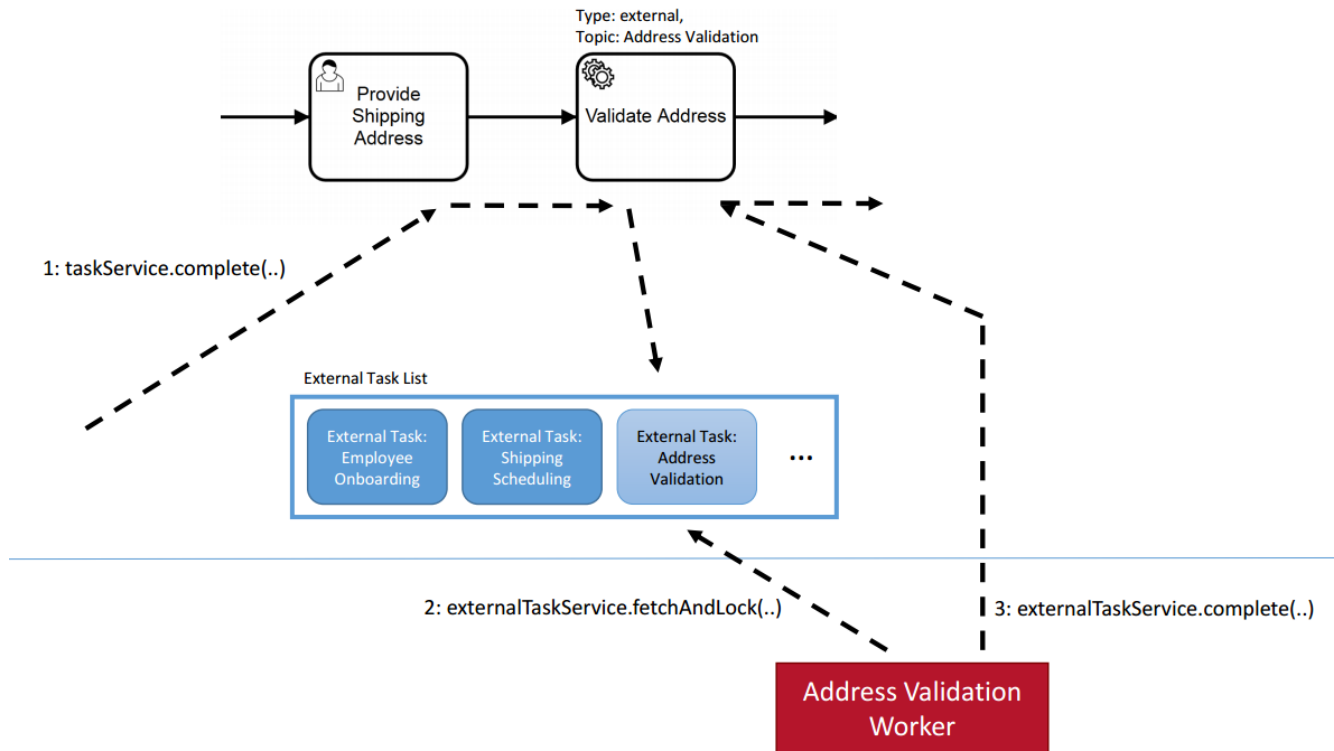 Type: external,
Topic: Address Validation
Provide
Shipping
Address
Validate Address
1: taskService.complete(..)
External Task List
External Task:
Employee
Onboarding
External Task:
Shipping
Scheduling
External Task:
Address
Validation
...
2: externalTaskService.fetchAndLock(..)
3: externalTaskService.complete(..)
Address Validation
Worker